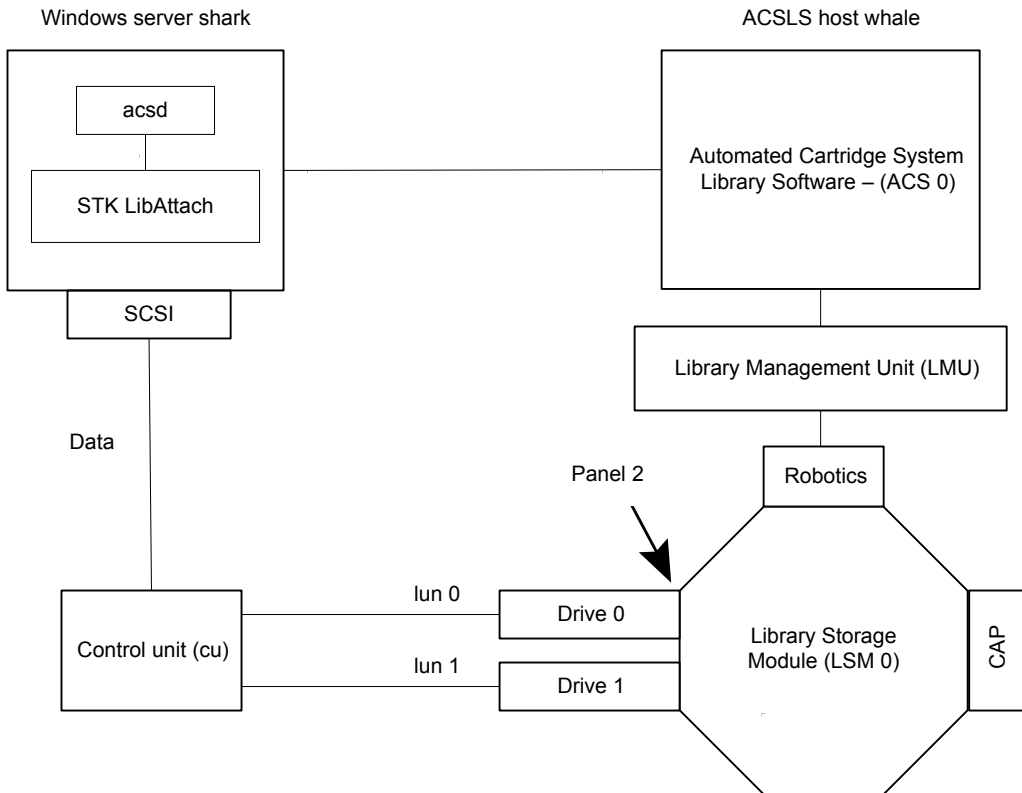 Windows server shark
ACSLS host whale
acsd
STK LibAttach
Automated Cartridge System
Library Software – (ACS 0)
SCSI
Library Management Unit (LMU)
Data
Panel 2
Robotics
lun 0
Drive 0
Control unit (cu)
Library Storage
Module (LSM 0)
CAP
lun 1
Drive 1